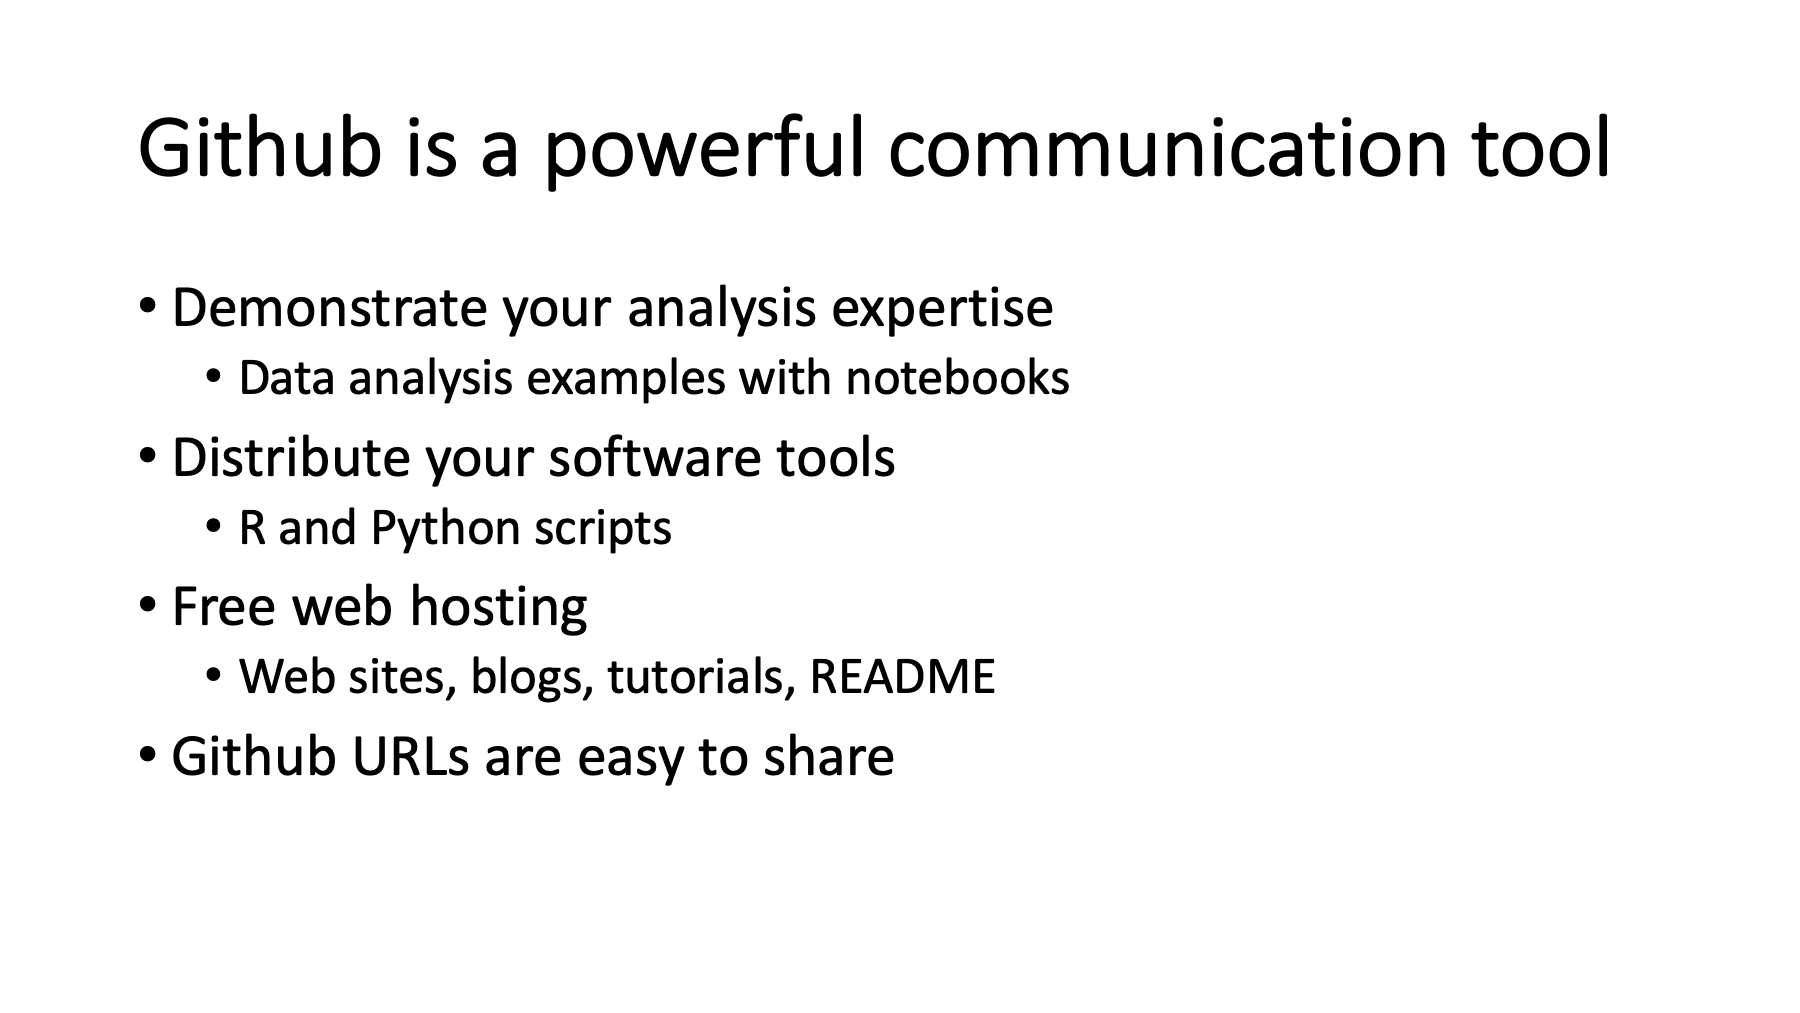 Github is a powerful communication tool
• Demonstrate your analysis expertise
• Data analysis examples with notebooks
• Distribute your software tools
• R and Python scripts
• Free web hosting
• Web sites, blogs, tutorials, README
• Github URLs are easy to share